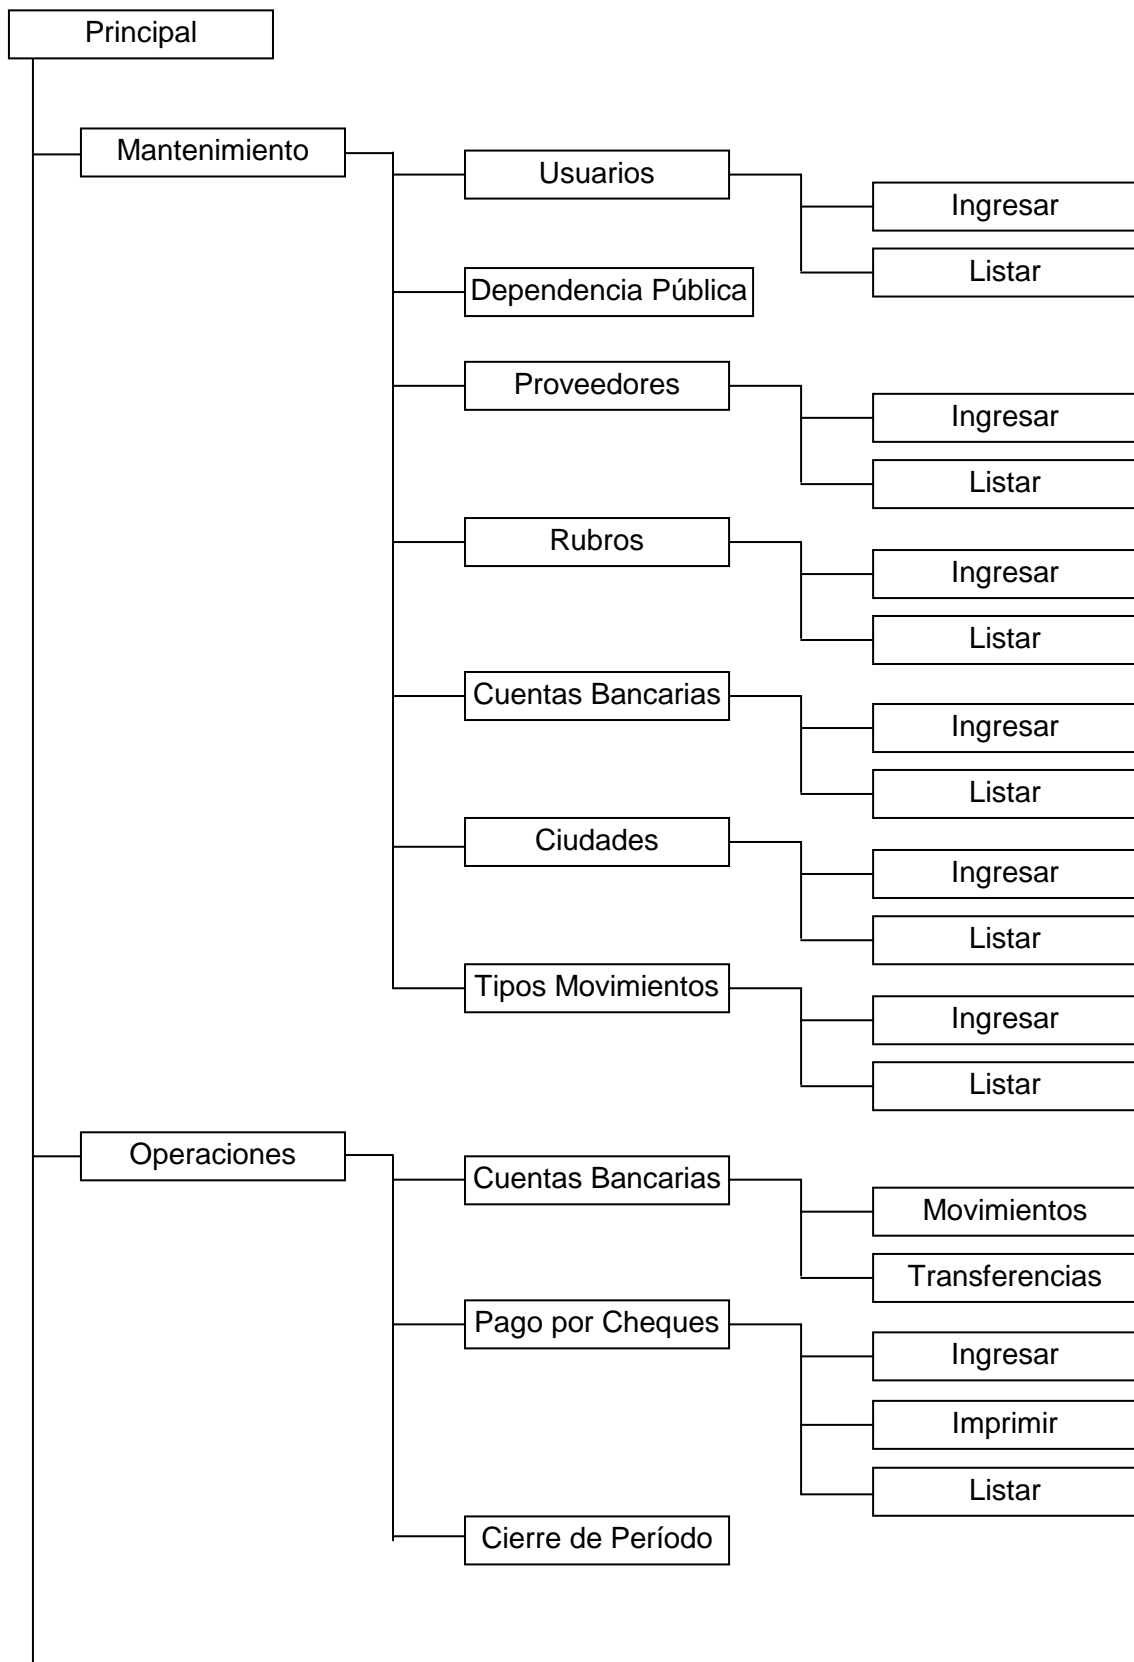 Principal
Mantenimiento
Usuarios
Ingresar
Listar
Dependencia Pública
Proveedores
Ingresar
Listar
Rubros
Ingresar
Listar
Cuentas Bancarias
Ingresar
Listar
Ciudades
Ingresar
Listar
Tipos Movimientos
Ingresar
Listar
Operaciones
Cuentas Bancarias
Movimientos
Transferencias
Pago por Cheques
Ingresar
Imprimir
Listar
Cierre de Período